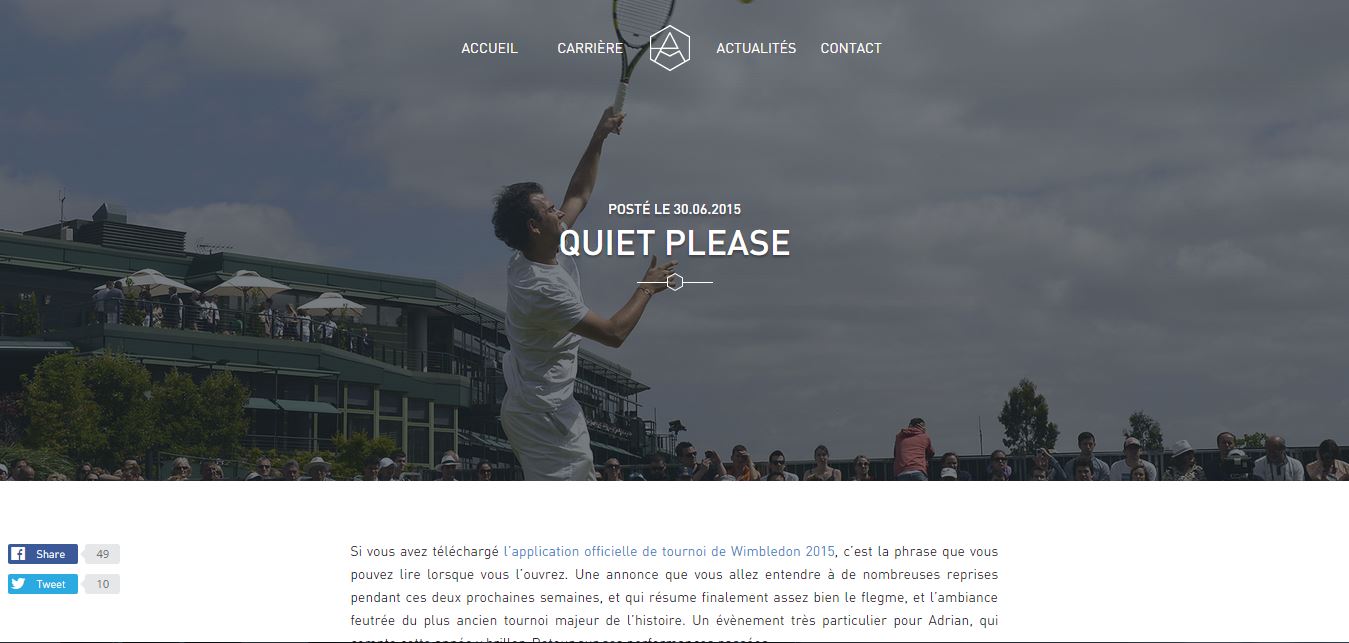 ACCUEIL CARRIÈRE ACTUALITÉS CONTACT
POSTÉ LE 30.06.2015
QUIET PLEASE
Share 49
Tweet 10
Si vous avez téléchargé l'application officielle de tournoi de Wimbledon 2015, c'est la phrase que vous
pouvez lire lorsque vous l'ouvrez. Une annonce que vous allez entendre à de nombreuses reprises
pendant ces deux prochaines semaines, et qui résume finalement assez bien le flegme, et l'ambiance
feutrée du plus ancien tournoi majeur de l'histoire. Un évènement très particulier pour Adrian, qui